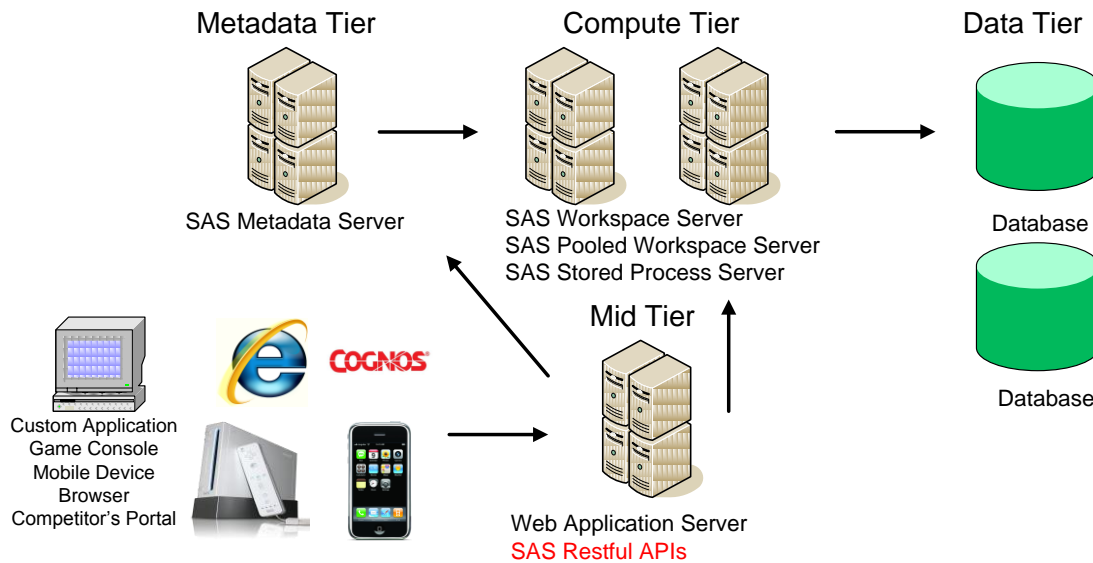 Metadata Tier
Compute Tier
Data Tier
SAS Metadata Server
SAS Workspace Server
SAS Pooled Workspace Server
SAS Stored Process Server
Database
Mid Tier
COGNOS®
Custom Application
Game Console
Mobile Device
Browser
Competitor's Portal
Database
Web Application Server
SAS Restful APIs